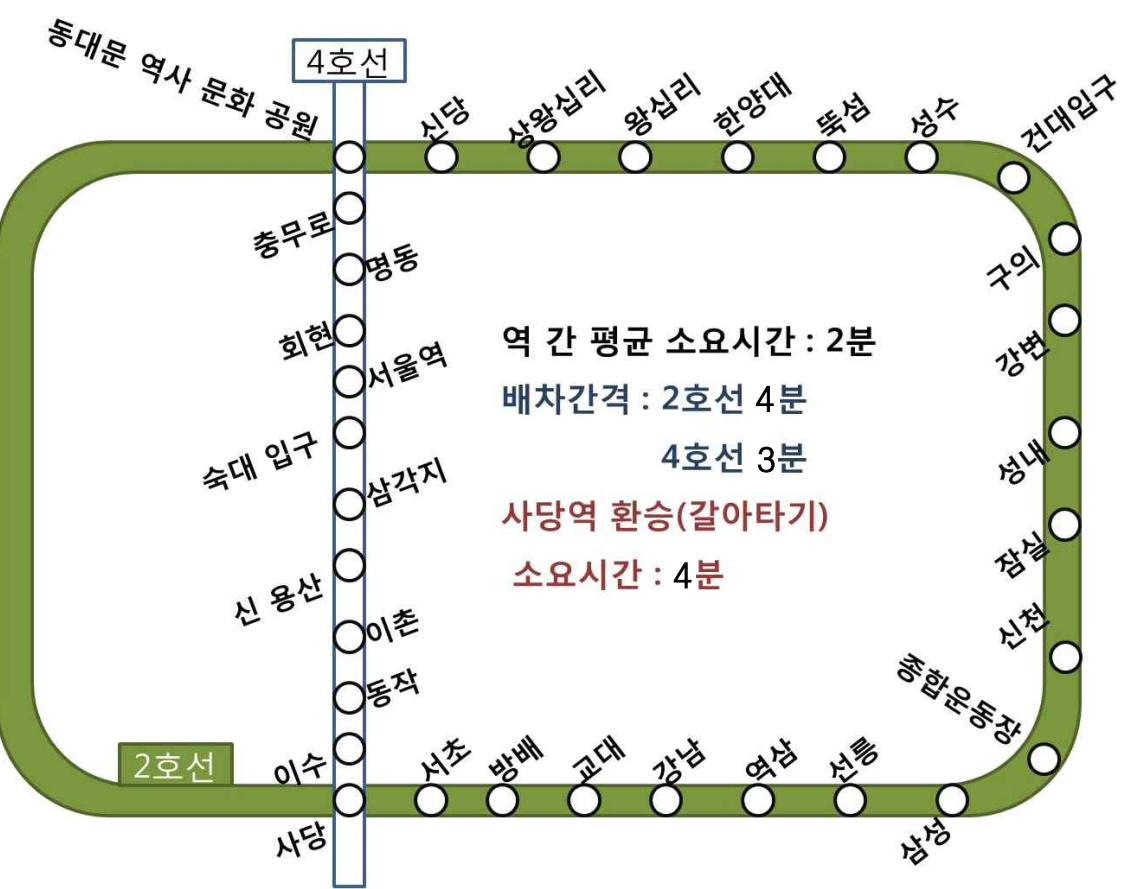 동대문 역사 문화 공원
4호선
신당
상왕십리
왕십리
한양대
뚝섬
성수
건대입구
충무로
명동
구의
회현
서울역
강변
역 간 평균 소요시간 : 2분
배차간격 : 2호선 4분
4호선 3분
사당역 환승(갈아타기)
소요시간 : 4분
숙대 입구
삼각지
성내
잠실
신 용산
이촌
신천
동작
종합운동장
2호선
이수
사당
서초
방배
교대
강남
역삼
선릉
삼성